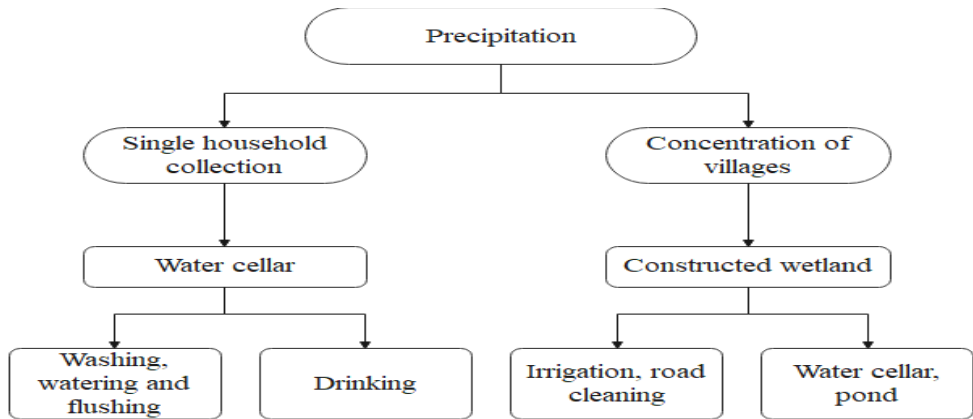 Precipitation
Single household
collection
Concentration of
villages
Water cellar
Constructed wetland
Washing,
watering and
flushing
Drinking
Irrigation, road
cleaning
Water cellar,
pond